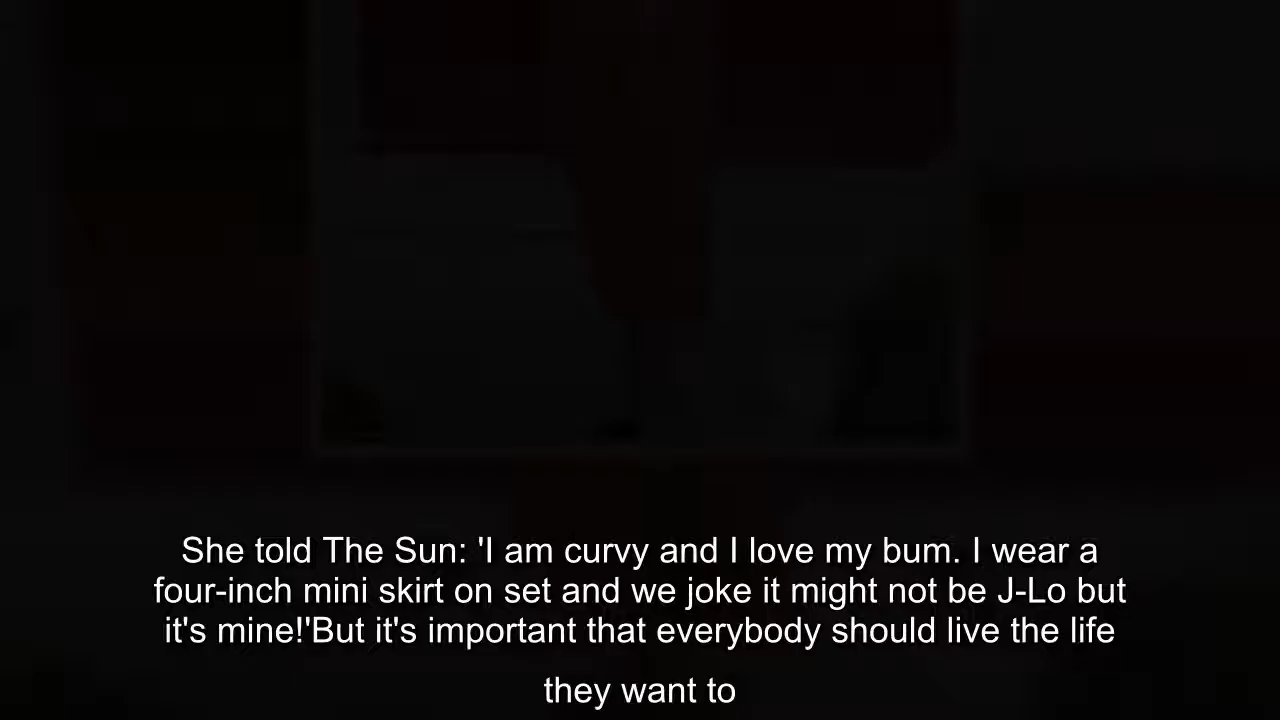 She told The Sun: 'I am curvy and I love my bum. I wear a
four-inch mini skirt on set and we joke it might not be J-Lo but
it's mine!'But it's important that everybody should live the life
they want to